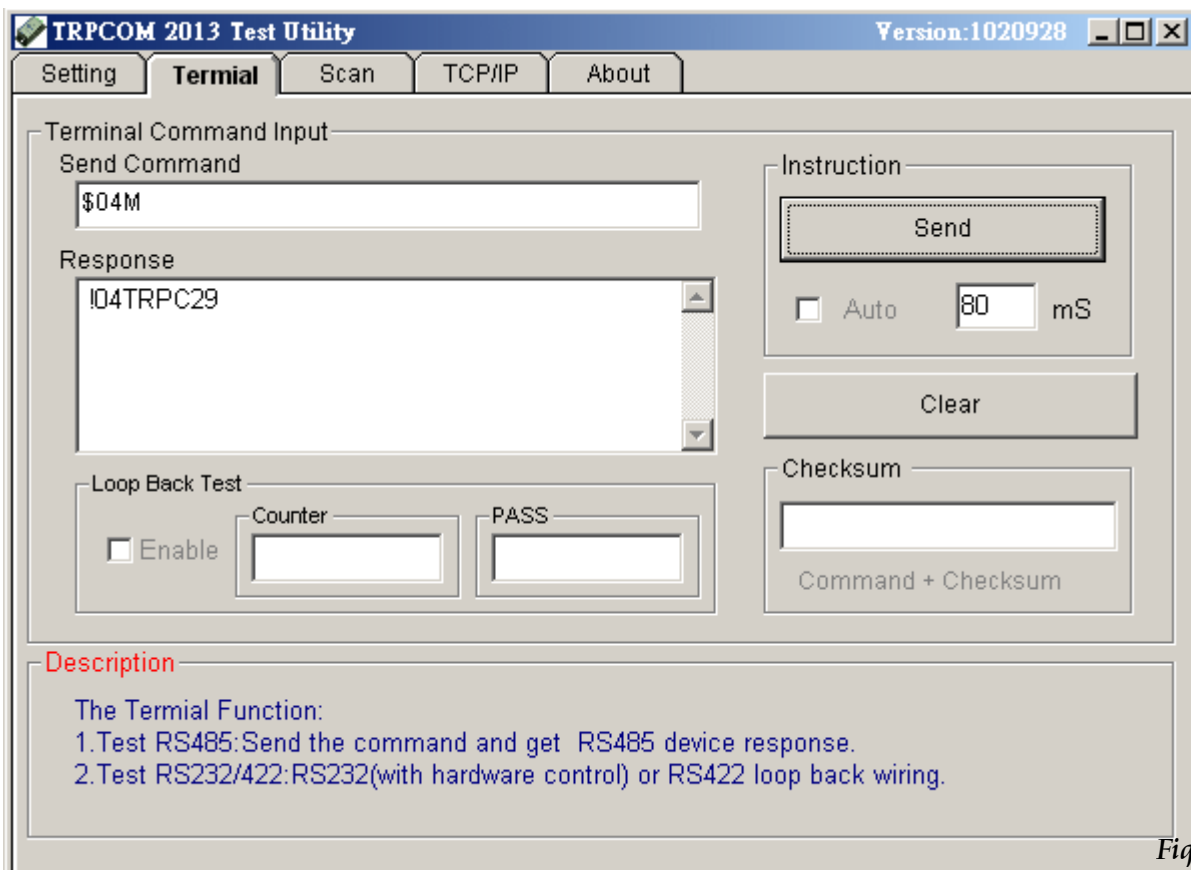 TRPCOM 2013 Test Utility Version:1020928
Setting Termial Scan TCP/IP About
Terminal Command Input
Send Command
$04M
Response
!04TRPC29
Instruction
Send
Auto 80 mS
Clear
Loop Back Test
Enable
Counter
PASS
Checksum
Command + Checksum
Description
The Termial Function:
1.Test RS485:Send the command and get RS485 device response.
2.Test RS232/422:RS232(with hardware control) or RS422 loop back wiring.